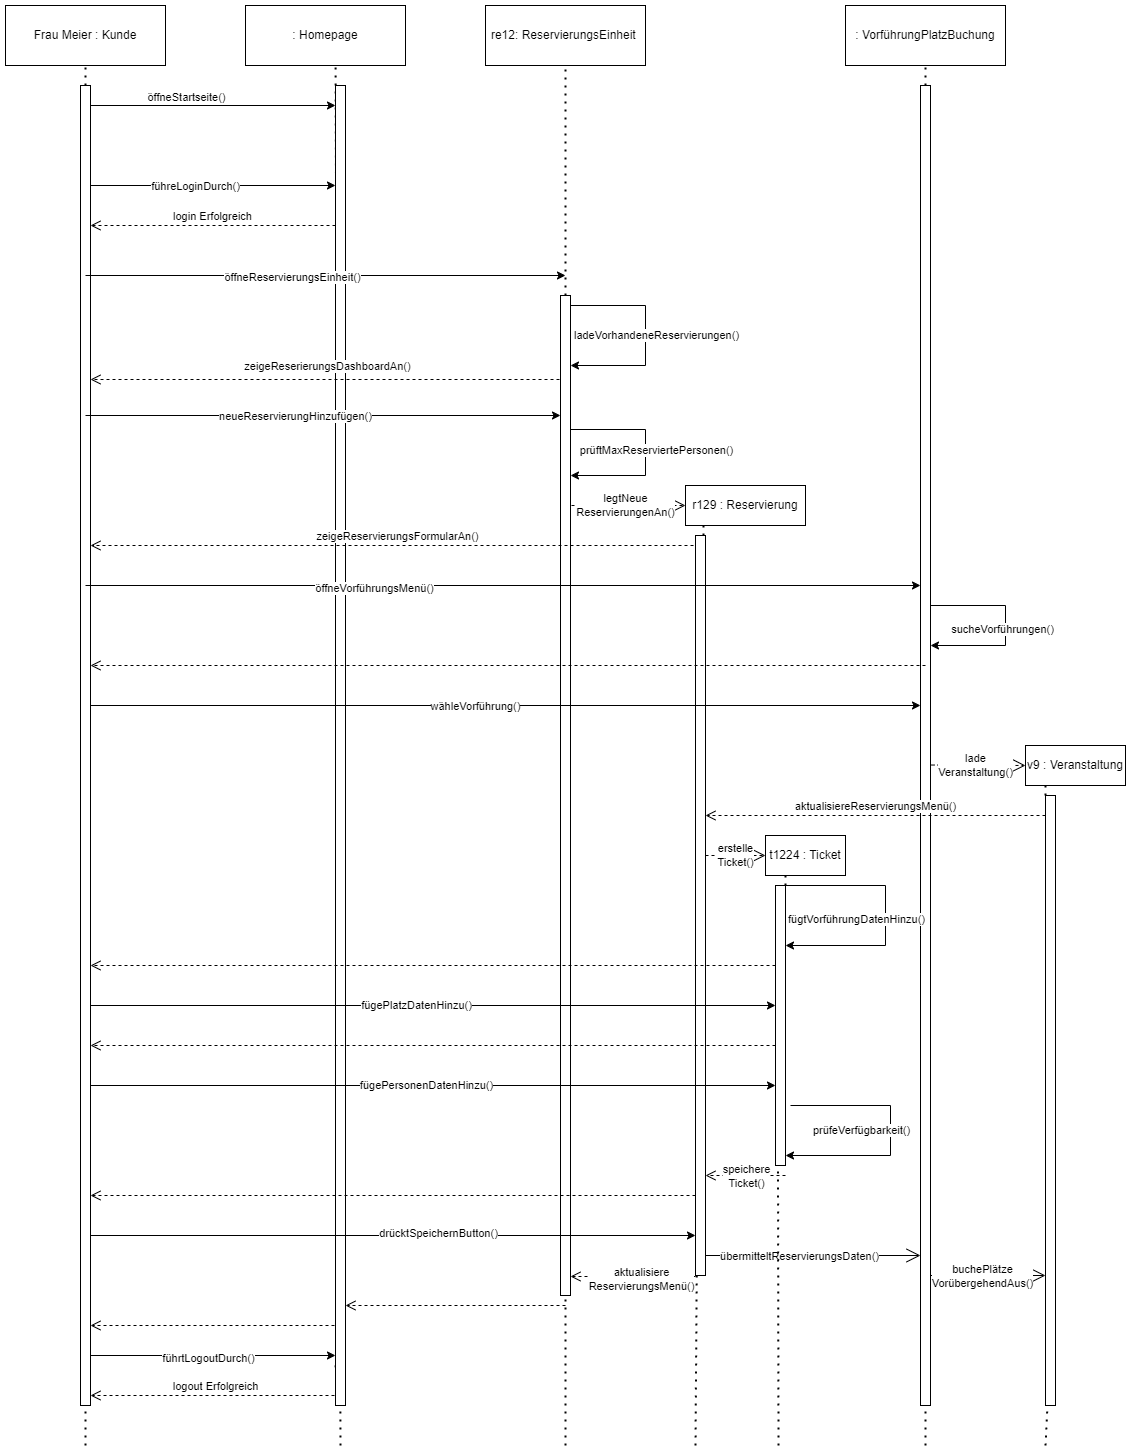 Frau Meier : Kunde
: Homepage
re12: ReservierungsEinheit
: VorführungPlatzBuchung
öffneStartseite()
führeLoginDurch()
login Erfolgreich
öffneReservierungsEinheit()
ladeVorhandeneReservierungen()
zeigeReserierungsDashboardAn()
neueReservierungHinzufügen()
prüftMaxReserviertePersonen()
legtNeue
ReservierungenAn()
r129 : Reservierung
zeigeReservierungsFormularAn()
öffneVorführungsMenü()
sucheVorführungen()
wähleVorführung()
lade
Veranstaltung()
v9 : Veranstaltung
aktualisiereReservierungsMenü()
erstelle
Ticket()
t1224 : Ticket
fügtVorführungDatenHinzu()
fügePlatzDatenHinzu()
fügePersonenDatenHinzu()
prüfeVerfügbarkeit()
speichere
Ticket()
drücktSpeichernButton()
übermitteltReservierungsDaten()
aktualisiere
ReservierungsMenü()
buchePlätze
VorübergehendAus()
führtLogoutDurch()
logout Erfolgreich